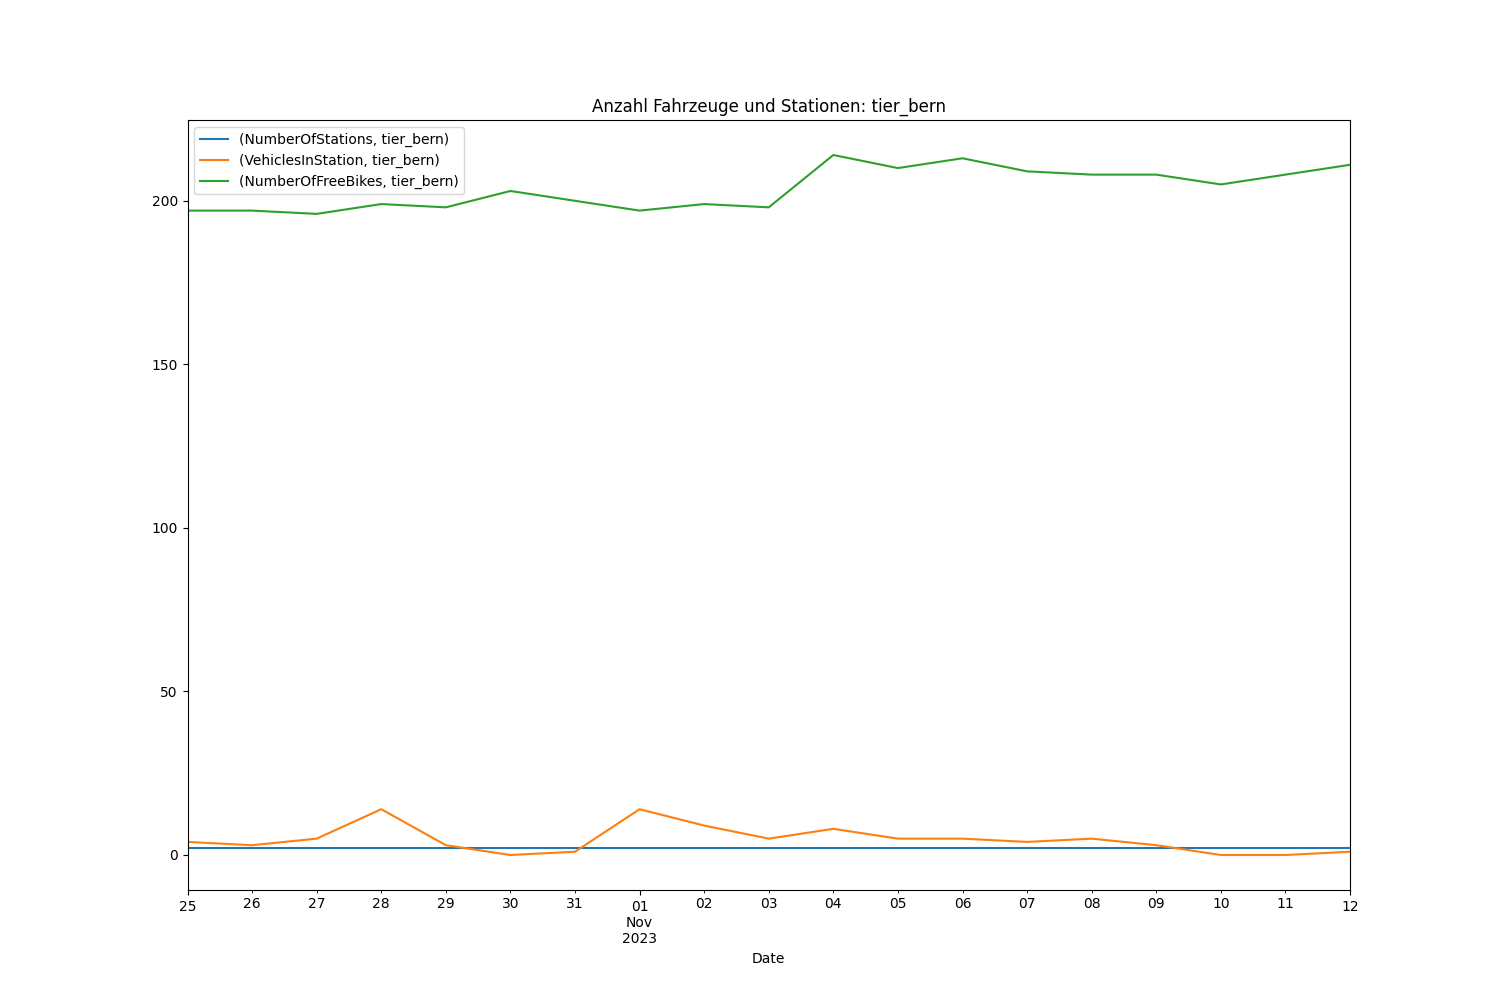 Anzahl Fahrzeuge und Stationen: tier_bern
(NumberOfStations, tier_bern)
(VehiclesInStation, tier_bern)
(NumberOfFreeBikes, tier_bern)
200
150
100
50
0
25 26 27 28 29 30 31 01 02 03 04 05 06 07 08 09 10 11 12
Nov
2023
Date